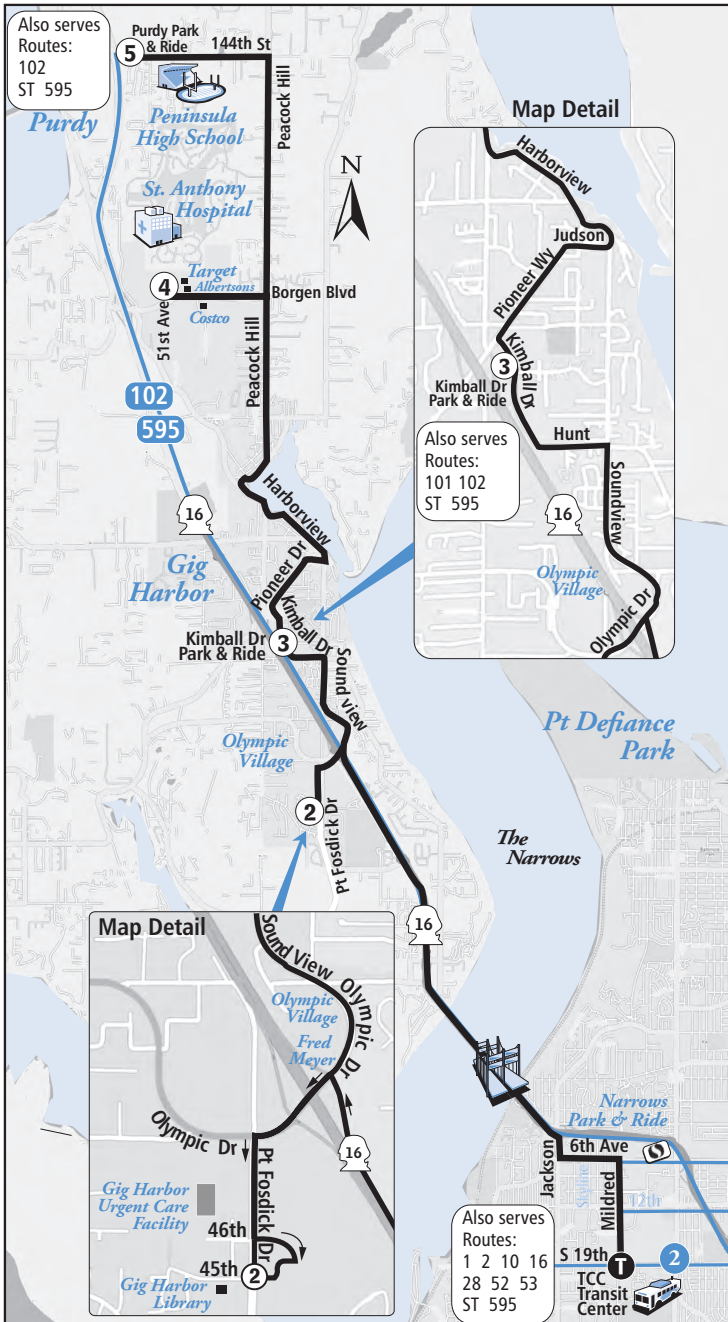 Also serves
Routes:
102
ST 595
Purdy Park
& Ride
5
144th St
Purdy
Peninsula
High School
Peacock Hill
St. Anthony
Hospital
N
4
Target
Albertsons
Borgen Blvd
51st Ave
Costco
Peacock Hill
102
595
16
Harborview
Gig
Harbor
Pioneer Dr
Kimball Dr
Kimball Dr
Park & Ride
3
Sound view
Olympic
Village
2
Pt Fosdick Dr
Map Detail
Harborview
Judson
Pioneer Wy
3
Kimball Dr
Kimball Dr
Park & Ride
Hunt
Also serves
Routes:
101 102
ST 595
Soundview
16
Olympic
Village
Olympic Dr
Pt Defiance
Park
The
Narrows
16
Map Detail
Sound View
Olympic Dr
Olympic
Village
Fred
Meyer
Olympic Dr
16
Pt Fosdick Dr
Gig Harbor
Urgent Care
Facility
46th
45th
2
Gig Harbor
Library
Narrows
Park & Ride
6th Ave
Jackson
Skyline
Mildred
12th
Also serves
Routes:
1 2 10 16
28 52 53
ST 595
S 19th
T
2
TCC
Transit
Center